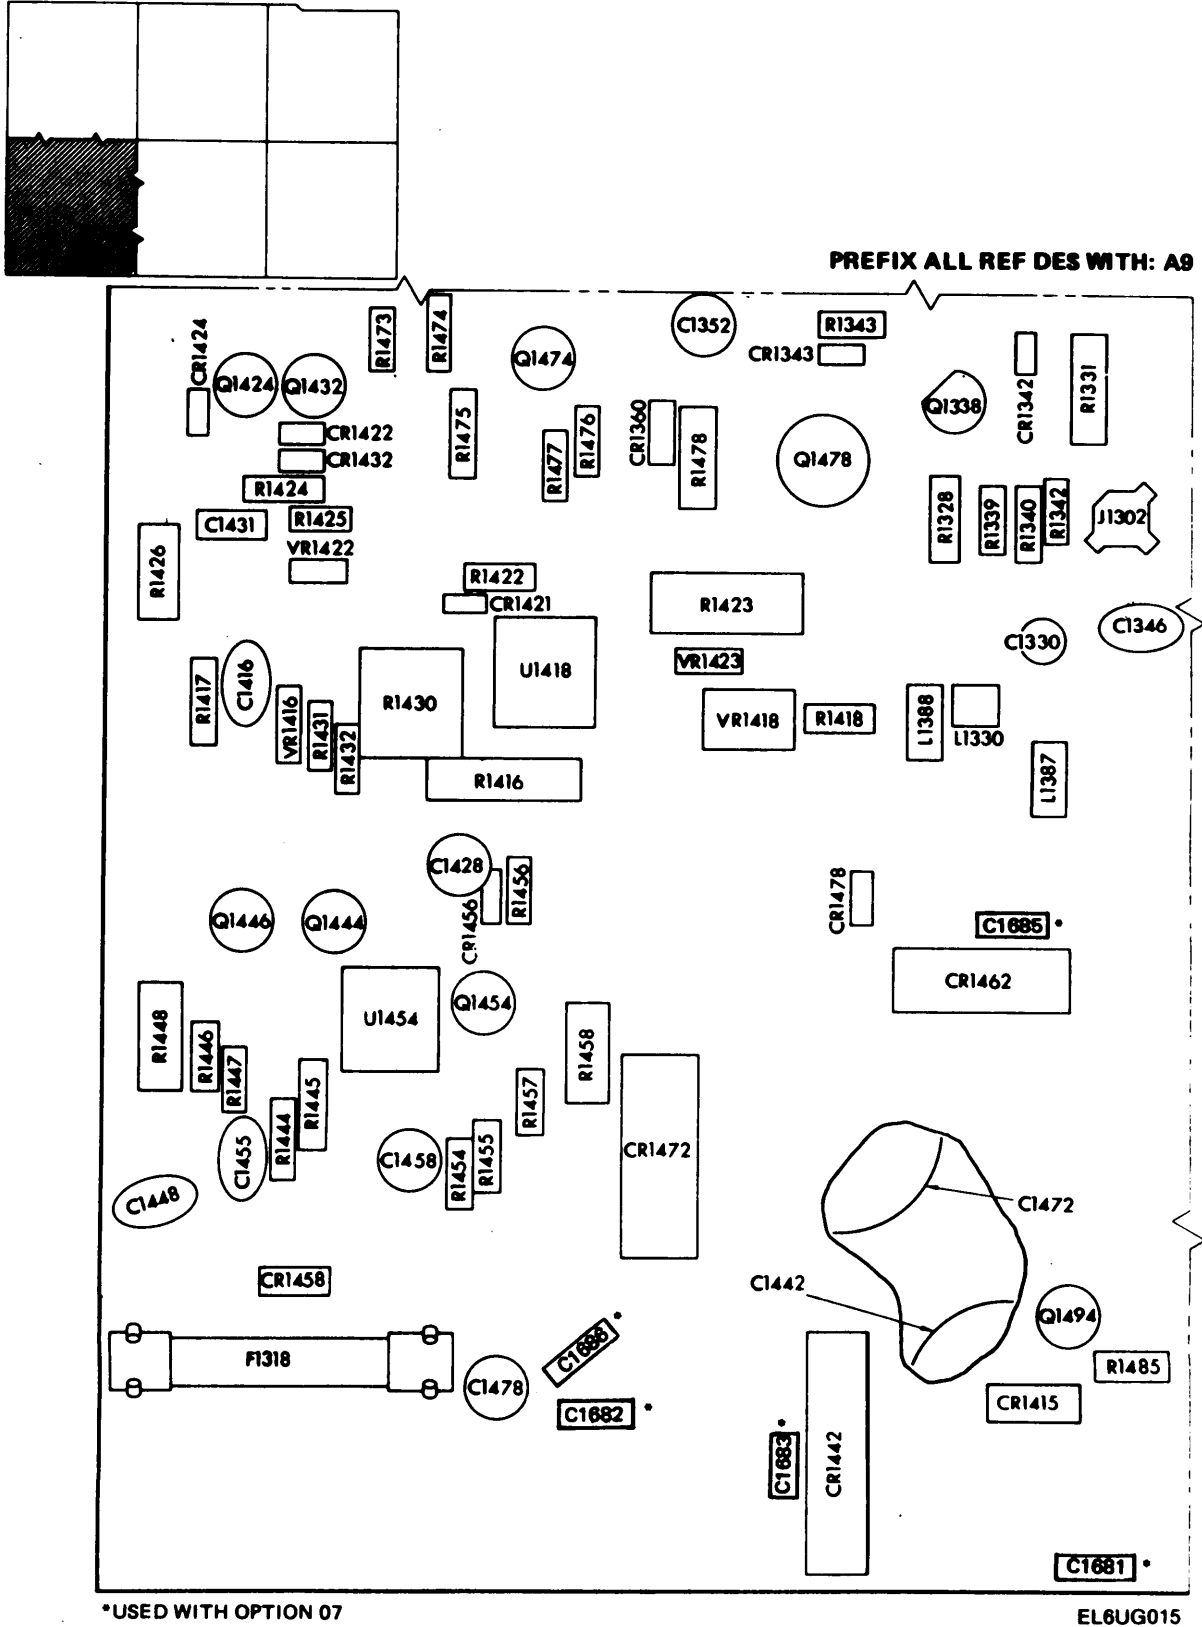 PREFIX ALL REF DES WITH: A9
CR1424
R1473
R1474
C1352
R1343
CR1343
Q1424
Q1432
Q1474
CR1342
R1331
Q1338
CR1422
CR1432
R1475
R1476
R1477
CR1360
R1478
Q1478
R1424
C1431
R1425
VR1422
R1426
R1328
R1339
R1340
R1342
J1302
R1422
CR1421
R1423
C1330
C1346
R1417
C1416
VR1416
R1431
R1432
R1430
U1418
VR1423
VR1418
R1418
L1388
L1330
L1387
R1416
C1428
CR1456
R1456
CR1478
Q1446
Q1444
C1685 *
CR1462
R1448
R1446
R1447
U1454
Q1454
R1458
R1457
R1445
R1444
C1455
C1448
C1458
R1454
R1455
CR1472
C1472
C1442
CR1458
Q1494
F1318
C1478
C1686 *
C1682 *
R1485
CR1415
C1683 *
CR1442
C1681 *
*USED WITH OPTION 07
EL6UG015